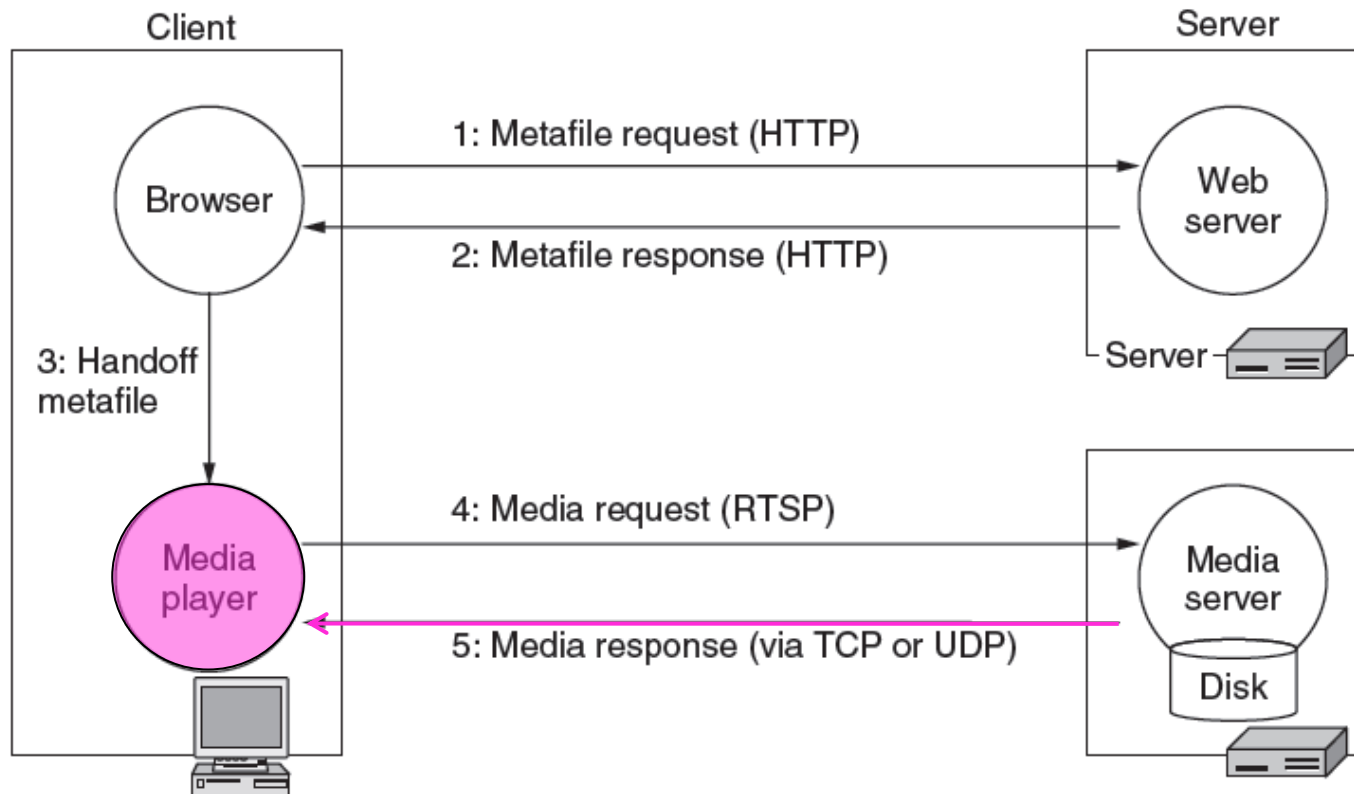 Client
Server
1: Metafile request (HTTP)
Browser
Web
server
2: Metafile response (HTTP)
3: Handoff
metafile
Server
4: Media request (RTSP)
Media
player
Media
server
5: Media response (via TCP or UDP)
Disk